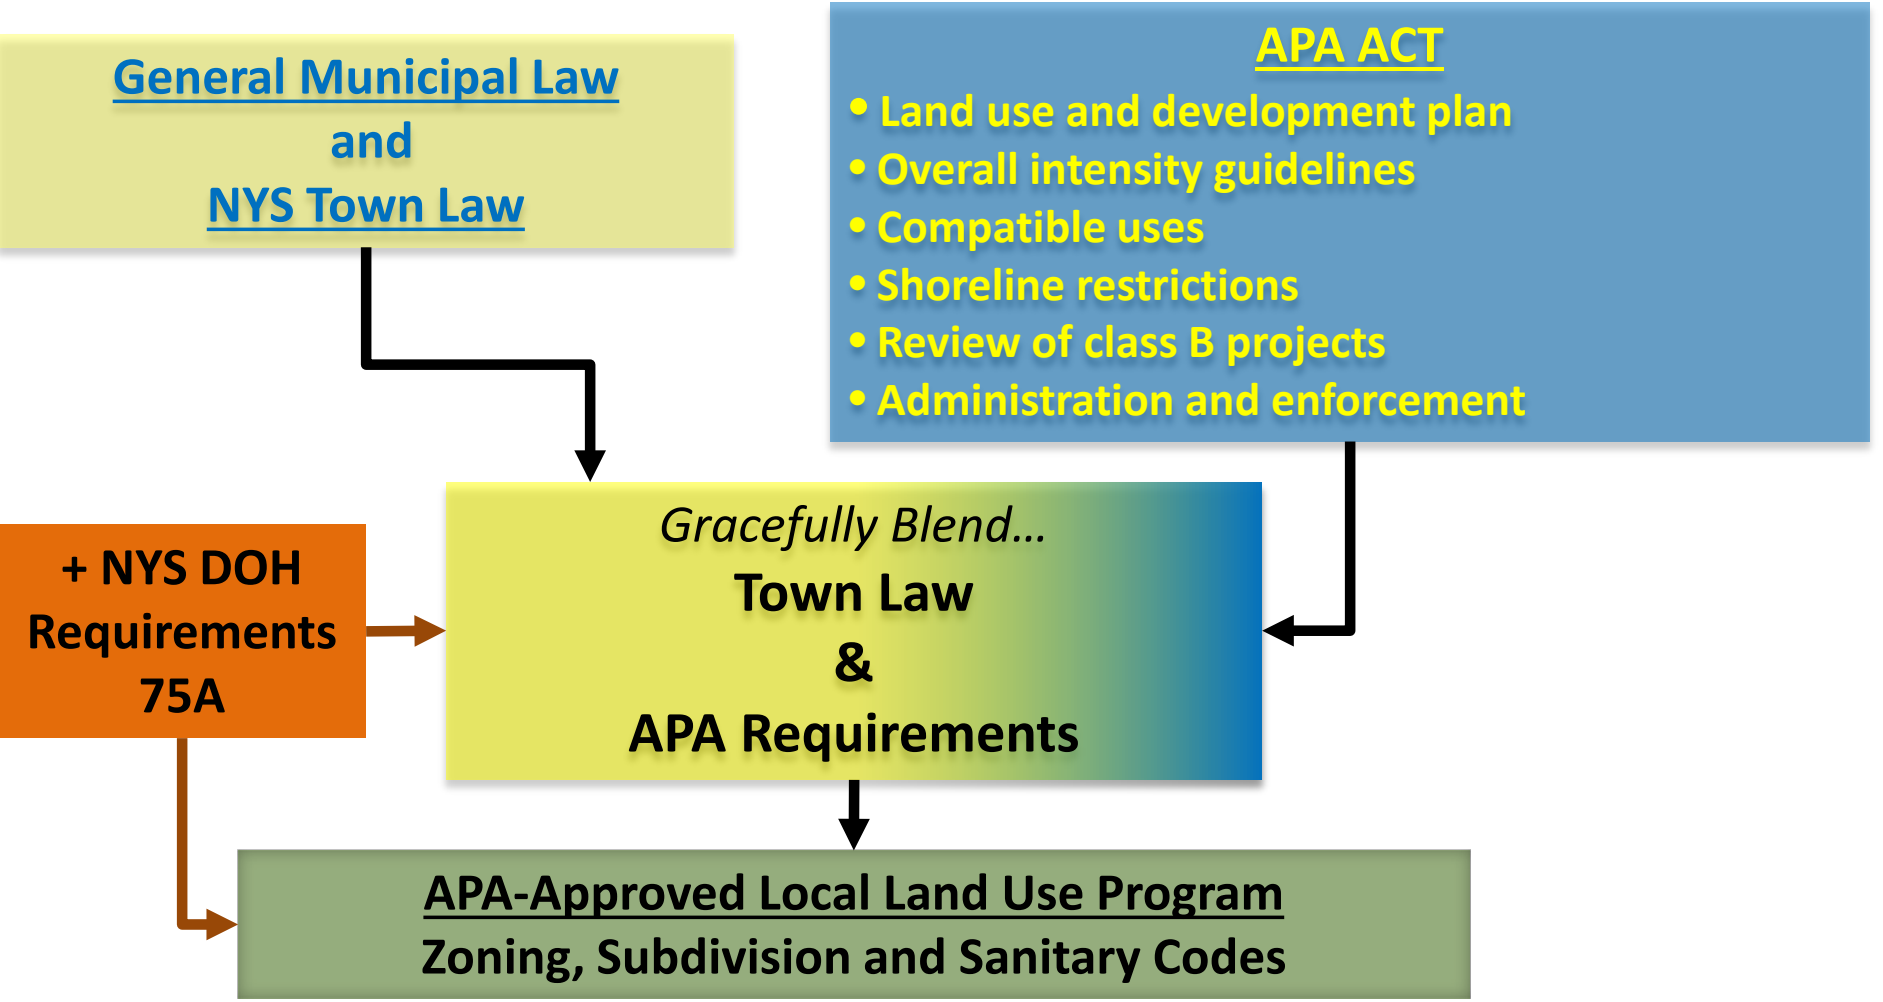 General Municipal Law
and
NYS Town Law
APA ACT
• Land use and development plan
• Overall intensity guidelines
• Compatible uses
• Shoreline restrictions
• Review of class B projects
• Administration and enforcement
+ NYS DOH
Requirements
75A
Gracefully Blend...
Town Law
&
APA Requirements
APA-Approved Local Land Use Program
Zoning, Subdivision and Sanitary Codes